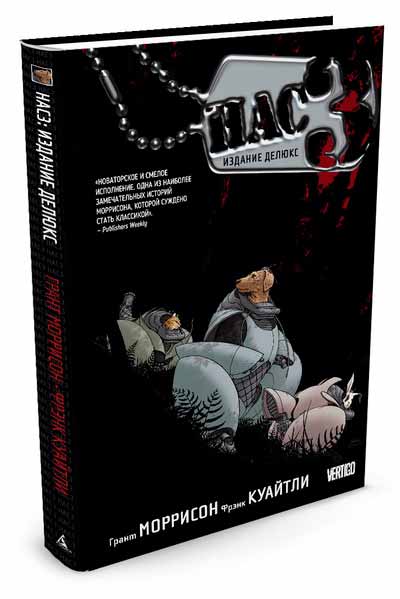 НАС3
ИЗДАНИЕ ДЕЛЮКС
«НОВАТОРСКОЕ И СМЕЛОЕ
ИСПОЛНЕНИЕ. ОДНА ИЗ НАИБОЛЕЕ
ЗАМЕЧАТЕЛЬНЫХ ИСТОРИЙ
МОРРИСОНА, КОТОРОЙ СУЖДЕНО
СТАТЬ КЛАССИКОЙ».
– Publishers Weekly
Грант МОРРИСОН Фрэнк КУАЙТЛИ
VERTIGO
НАС3: ИЗДАНИЕ ДЕЛЮКС
ГРАНТ МОРРИСОН • ФРЭНК КУАЙТЛИ